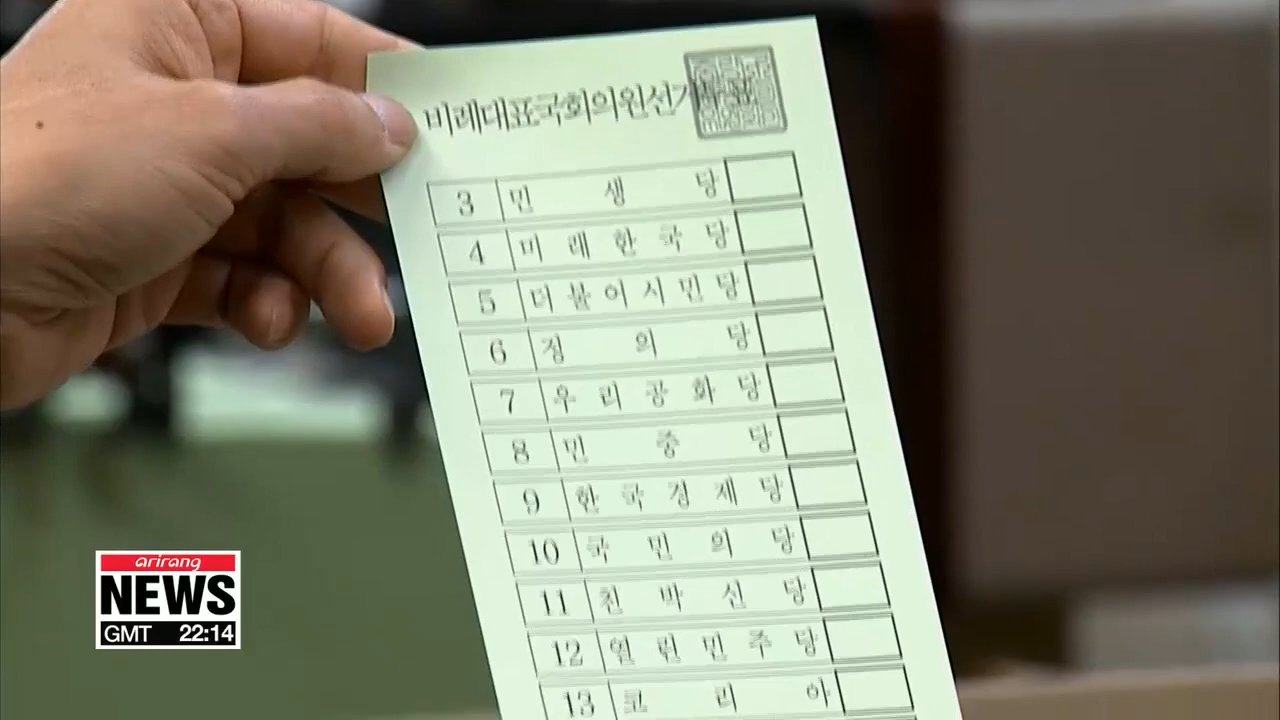 비례대표국회의원선거투표
3 민생당
4 미래한국당
5 더불어시민당
6 정의당
7 우리공화당
8 민중당
9 한국경제당
10 국민의당
11 친박신당
12 열린민주당
13 코리아
arirang
NEWS
GMT 22:14